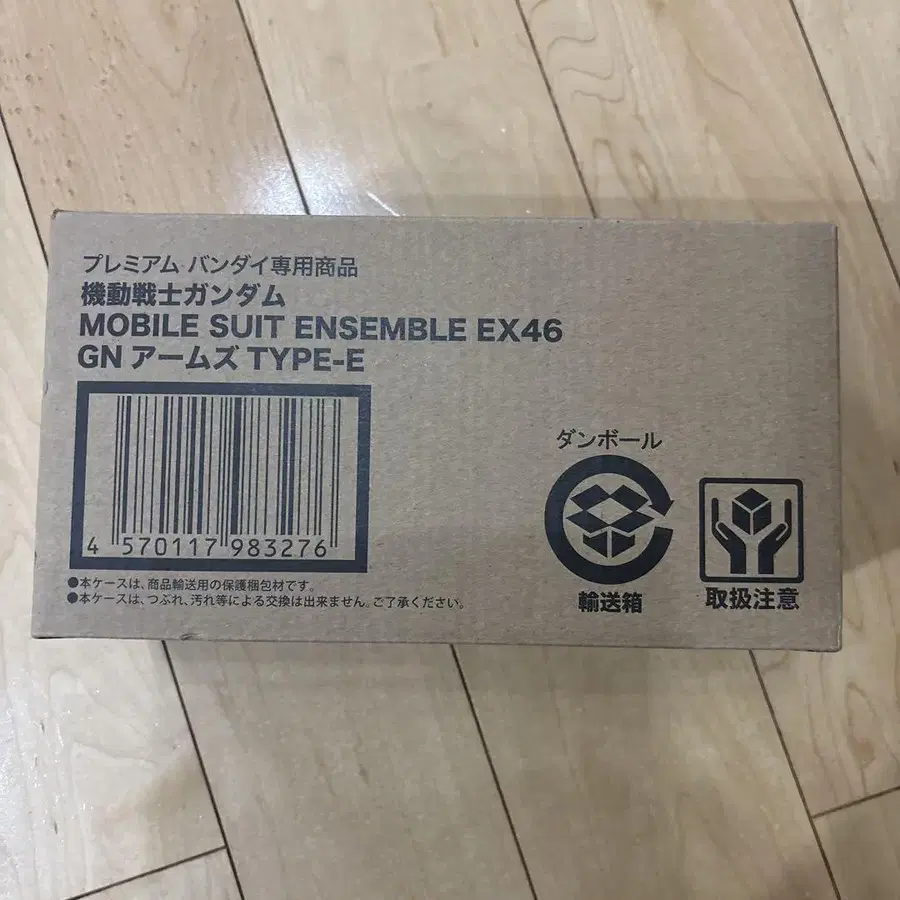 プレミアム バンダイ専用商品
機動戦士ガンダム
MOBILE SUIT ENSEMBLE EX46
GN アームズ TYPE-E
4 570117 983276
●本ケースは、商品輸送用の保護梱包材です。
●本ケースは、つぶれ、汚れ等による交換は出来ません。ご了承ください。
ダンボール
輸送箱
取扱注意